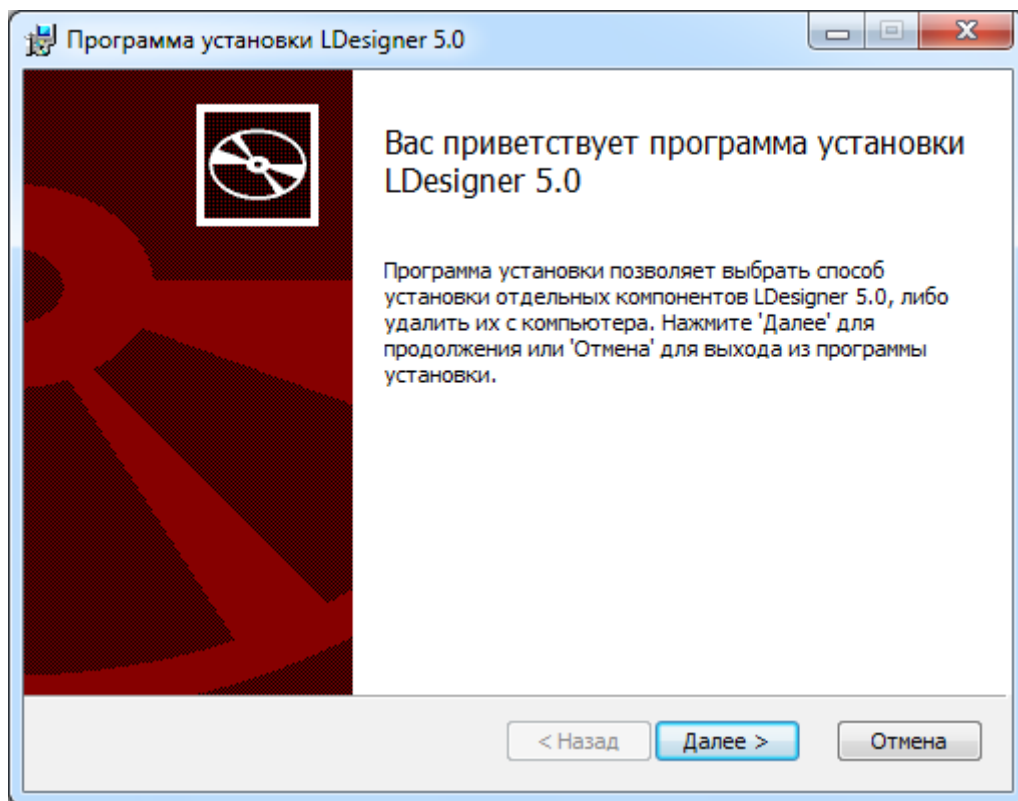 Программа установки LDesigner 5.0
Вас приветствует программа установки
LDesigner 5.0
Программа установки позволяет выбрать способ
установки отдельных компонентов LDesigner 5.0, либо
удалить их с компьютера. Нажмите 'Далее' для
продолжения или 'Отмена' для выхода из программы
установки.
< Назад
Далее >
Отмена